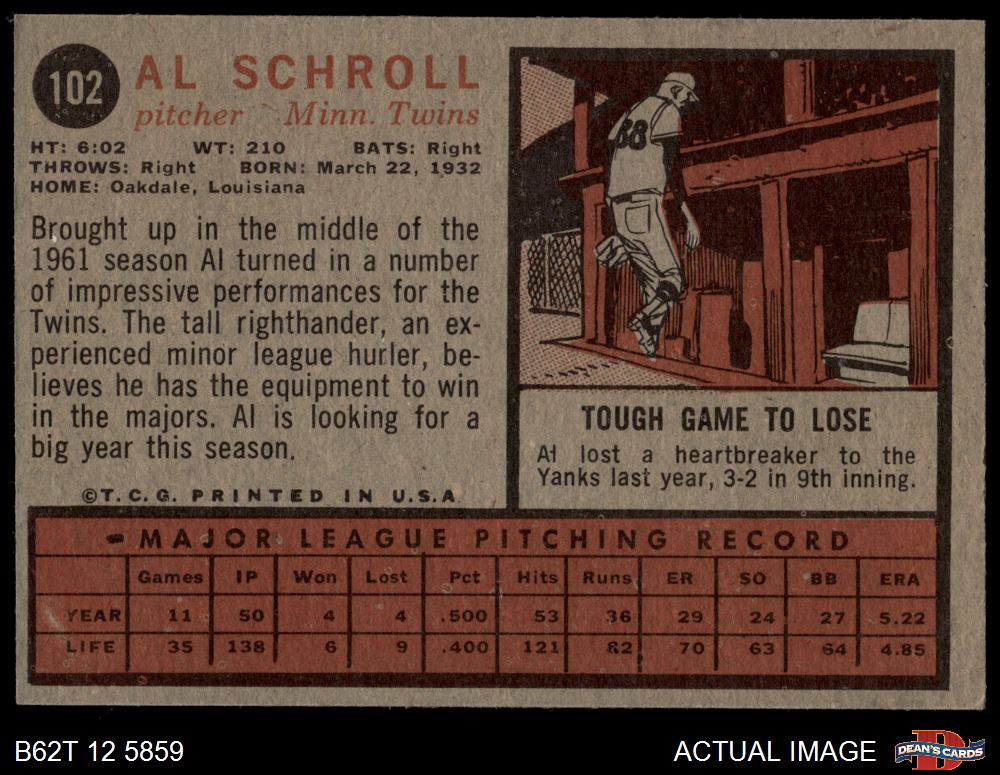 102
AL SCHROLL
pitcher Minn. Twins
HT: 6:02 WT: 210 BATS: Right
THROWS: Right BORN: March 22, 1932
HOME: Oakdale, Louisiana
Brought up in the middle of the
1961 season Al turned in a number
of impressive performances for the
Twins. The tall righthander, an ex-
perienced minor league hurler, be-
lieves he has the equipment to win
in the majors. Al is looking for a
big year this season.
©T.C.G. PRINTED IN U.S.A.
88
TOUGH GAME TO LOSE
Al lost a heartbreaker to the
Yanks last year, 3-2 in 9th inning.
MAJOR LEAGUE PITCHING RECORD
Games IP Won Lost Pct Hits Runs ER SO BB ERA
YEAR 11 50 4 4 .500 53 36 29 24 27 5.22
LIFE 35 138 6 9 .400 121 82 70 63 64 4.85
B62T 12 5859
ACTUAL IMAGE
D
DEAN'S CARDS